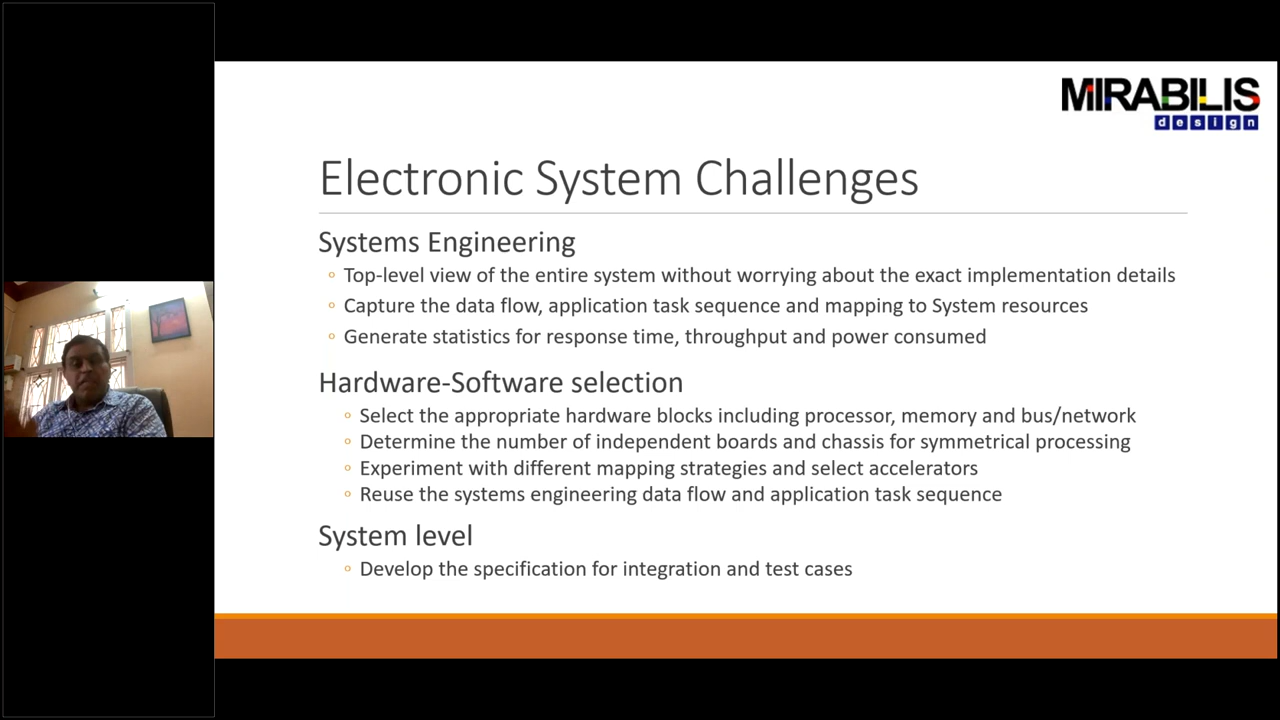 MIRABILIS
design
Electronic System Challenges
Systems Engineering
Top-level view of the entire system without worrying about the exact implementation details
Capture the data flow, application task sequence and mapping to System resources
Generate statistics for response time, throughput and power consumed
Hardware-Software selection
Select the appropriate hardware blocks including processor, memory and bus/network
Determine the number of independent boards and chassis for symmetrical processing
Experiment with different mapping strategies and select accelerators
Reuse the systems engineering data flow and application task sequence
System level
Develop the specification for integration and test cases